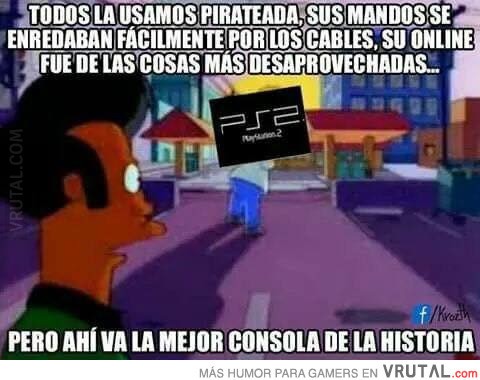 TODOS LA USAMOS PIRATEADA, SUS MANDOS SE
ENREDABAN FÁCILMENTE POR LOS CABLES, SU ONLINE
FUE DE LAS COSAS MÁS DESAPROVECHADAS...
VRUTAL.COM
PS2
PlayStation 2
f /Krozth
PERO AHÍ VA LA MEJOR CONSOLA DE LA HISTORIA
MÁS HUMOR PARA GAMERS EN VRUTAL.com